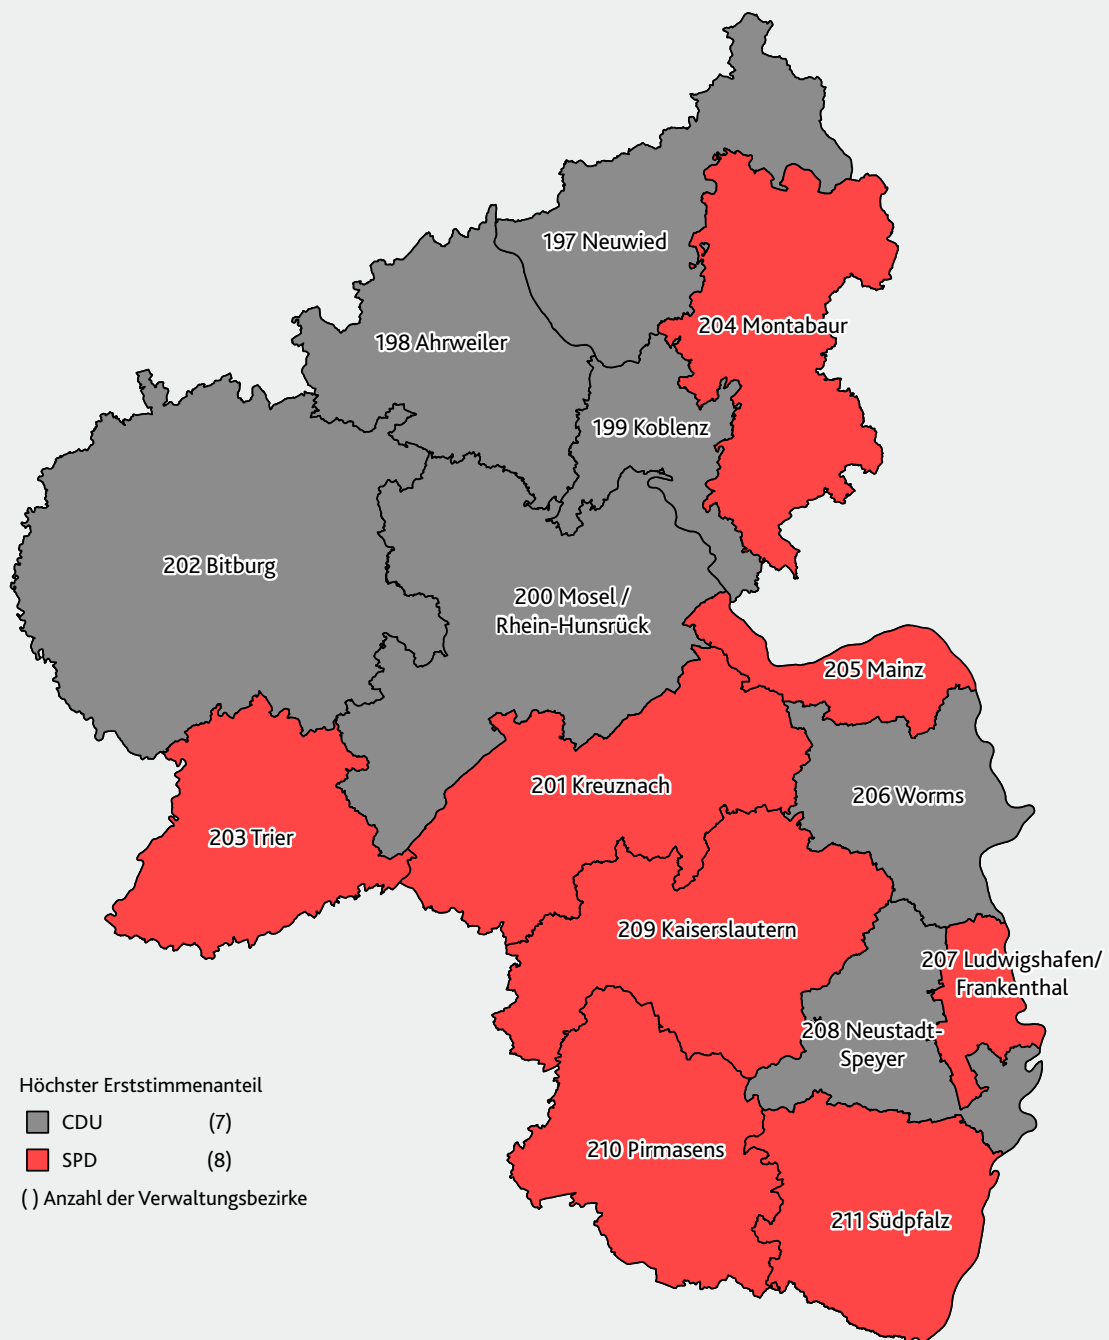 197 Neuwied
204 Montabaur
198 Ahrweiler
199 Koblenz
202 Bitburg
200 Mosel /
Rhein-Hunsrück
205 Mainz
201 Kreuznach
206 Worms
203 Trier
209 Kaiserslautern
207 Ludwigshafen/
Frankenthal
208 Neustadt-
Speyer
210 Pirmasens
211 Südpfalz
Höchster Erststimmenanteil
CDU (7)
SPD (8)
( ) Anzahl der Verwaltungsbezirke